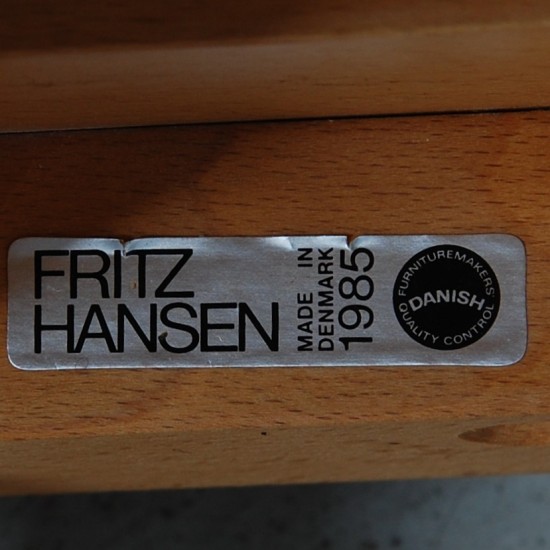 FRITZ
HANSEN
MADE IN
DENMARK
1985
FURNITUREMAKERS'
DANISH
QUALITY CONTROL